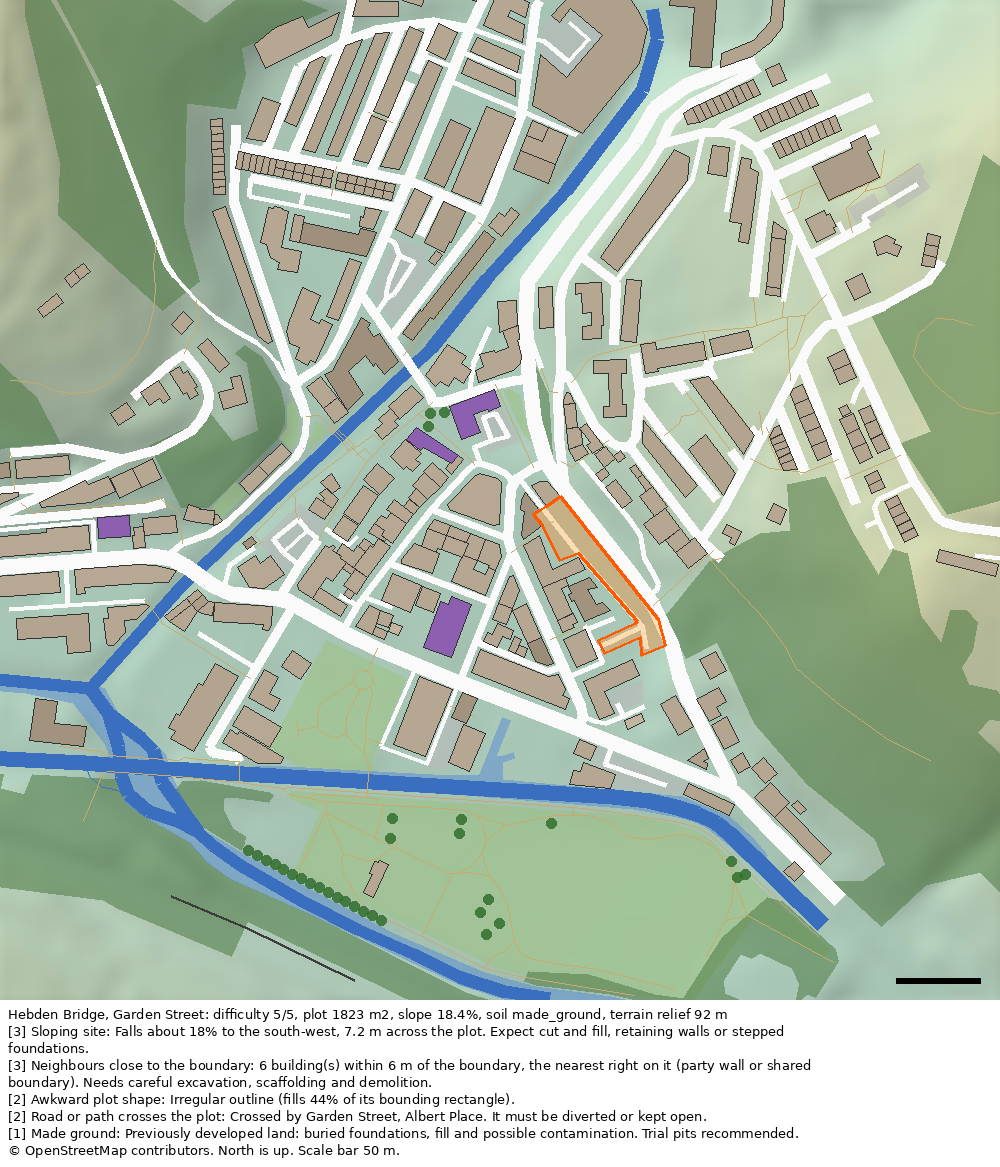 Hebden Bridge, Garden Street: difficulty 5/5, plot 1823 m2, slope 18.4%, soil made_ground, terrain relief 92 m
[3] Sloping site: Falls about 18% to the south-west, 7.2 m across the plot. Expect cut and fill, retaining walls or stepped
foundations.
[3] Neighbours close to the boundary: 6 building(s) within 6 m of the boundary, the nearest right on it (party wall or shared
boundary). Needs careful excavation, scaffolding and demolition.
[2] Awkward plot shape: Irregular outline (fills 44% of its bounding rectangle).
[2] Road or path crosses the plot: Crossed by Garden Street, Albert Place. It must be diverted or kept open.
[1] Made ground: Previously developed land: buried foundations, fill and possible contamination. Trial pits recommended.
© OpenStreetMap contributors. North is up. Scale bar 50 m.